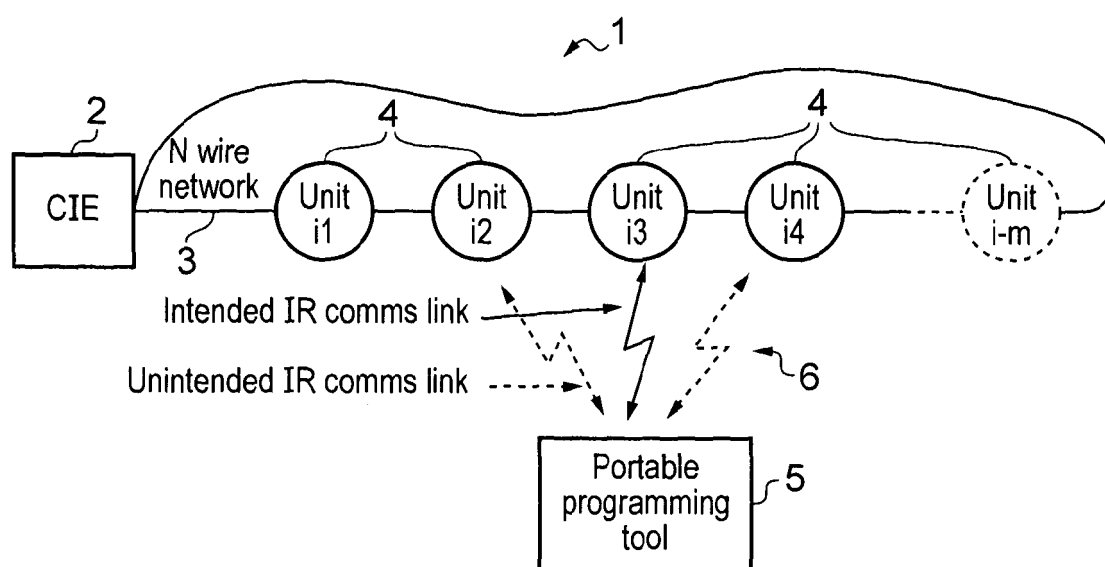 1
2
4
4
N wire
network
CIE
Unit
i1
Unit
i2
Unit
i3
Unit
i4
Unit
i-m
3
Intended IR comms link
Unintended IR comms link
6
Portable
programming
tool
5